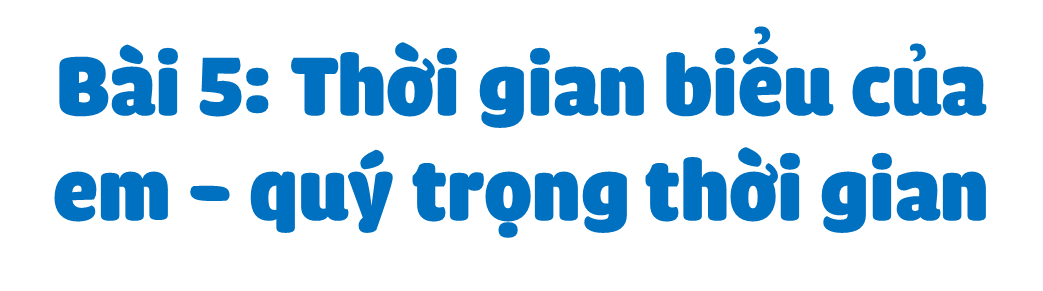 Bài 5: Thời gian biểu của
em – quý trọng thời gian